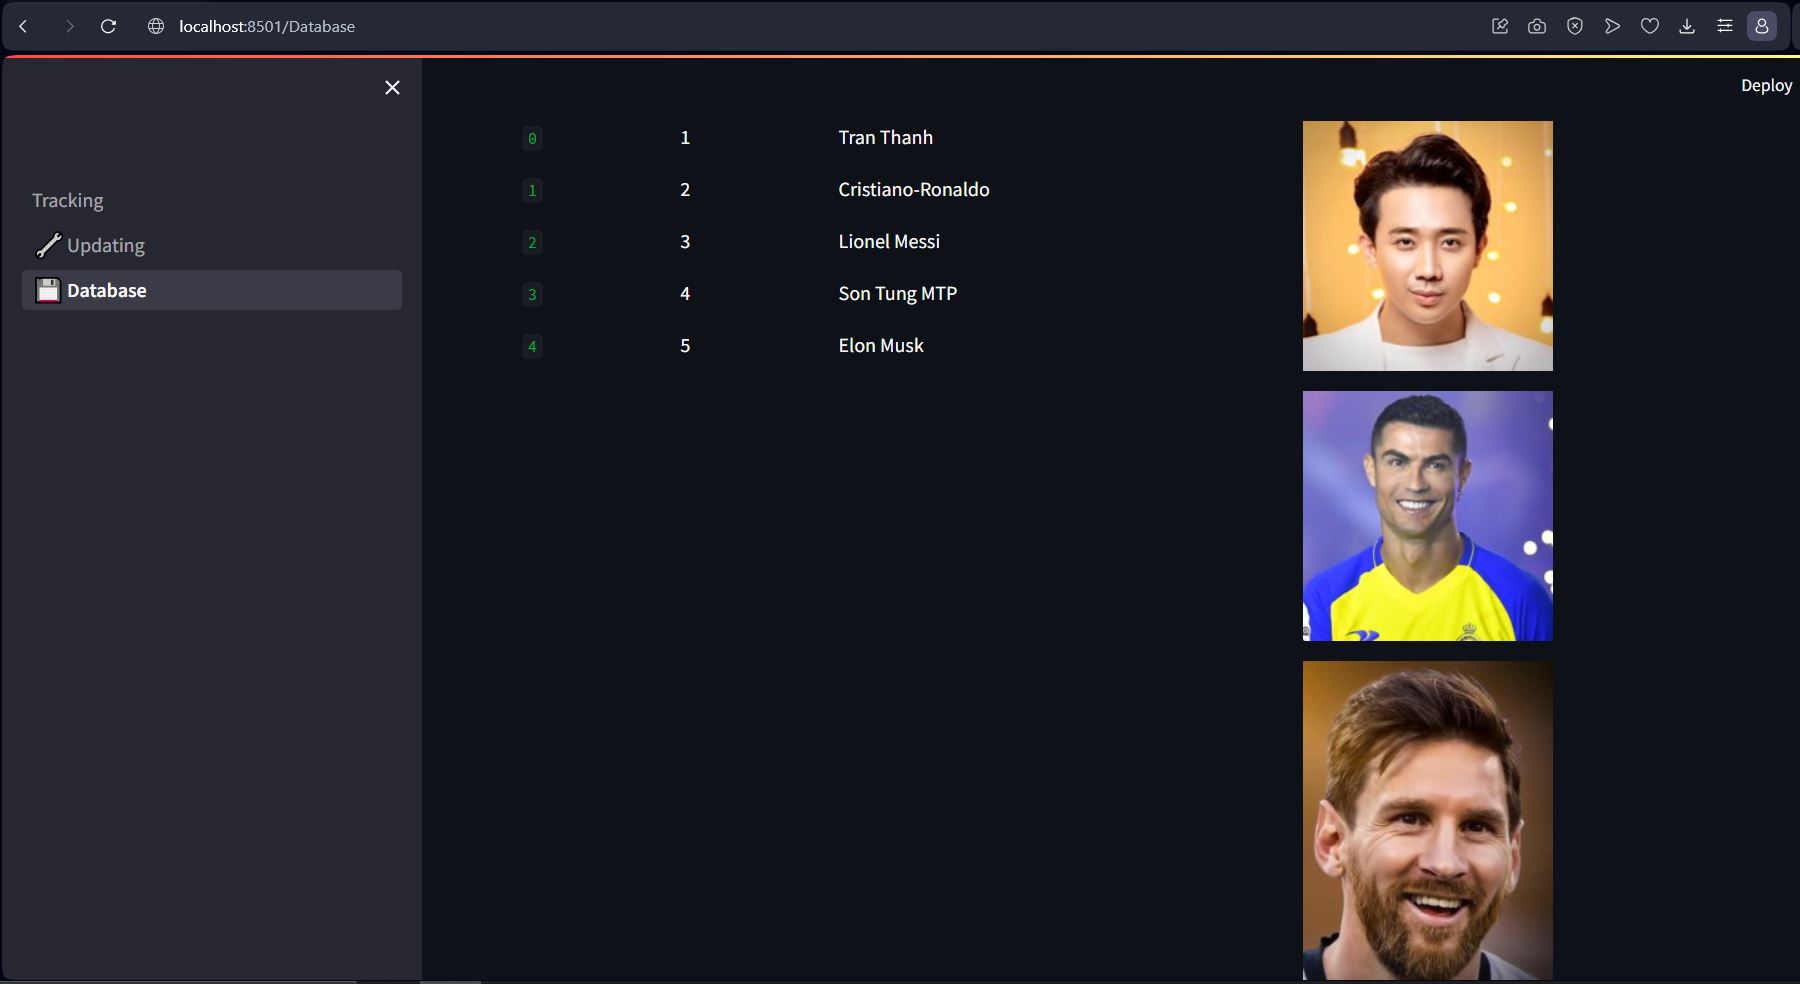 localhost:8501/Database
Deploy
Tracking
Updating
Database
0 1 Tran Thanh
1 2 Cristiano-Ronaldo
2 3 Lionel Messi
3 4 Son Tung MTP
4 5 Elon Musk